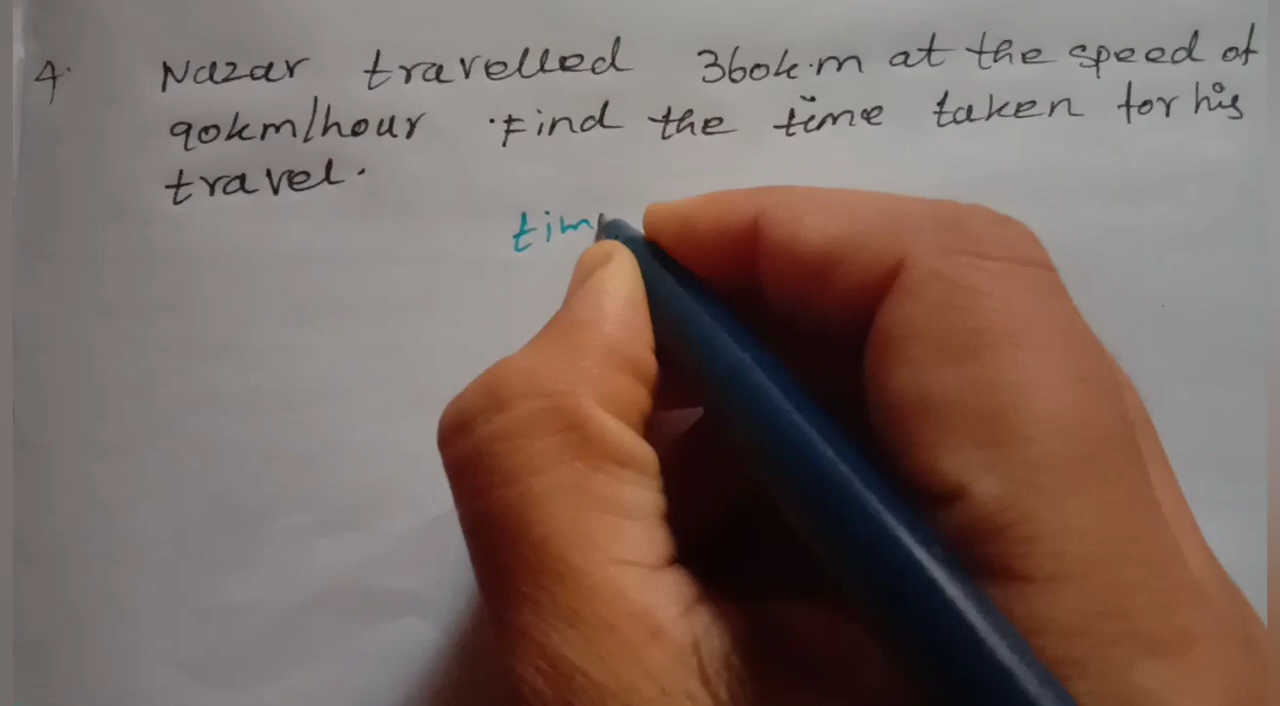 4. Nazar travelled 360k.m at the speed of
90km/hour .Find the time taken for his
travel.
tim